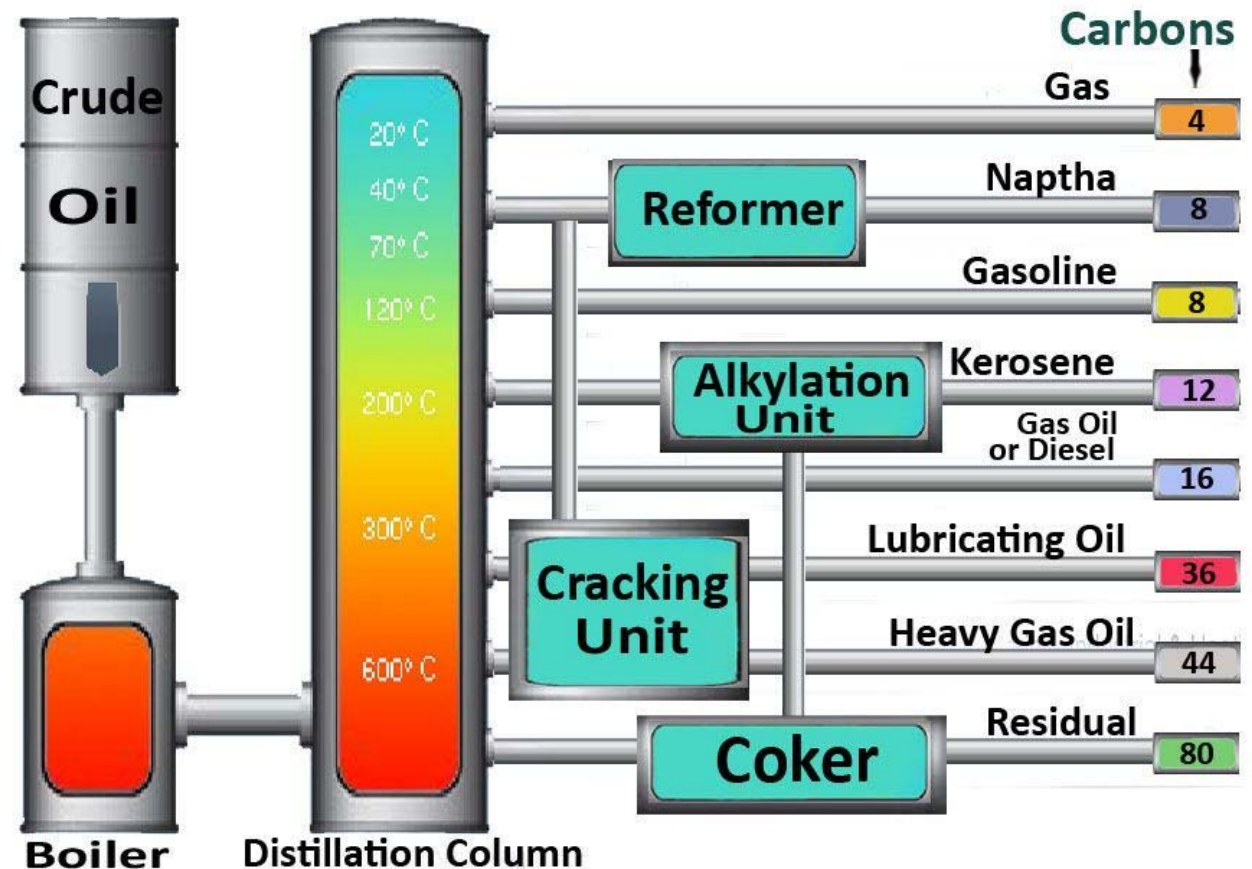 Crude
Oil
Boiler
Distillation Column
20° C
40° C
70° C
120° C
200° C
300° C
600° C
Carbons
Gas
4
Reformer
Naptha
8
Gasoline
8
Alkylation
Unit
Kerosene
12
Gas Oil
or Diesel
16
Cracking
Unit
Lubricating Oil
36
Heavy Gas Oil
44
Coker
Residual
80